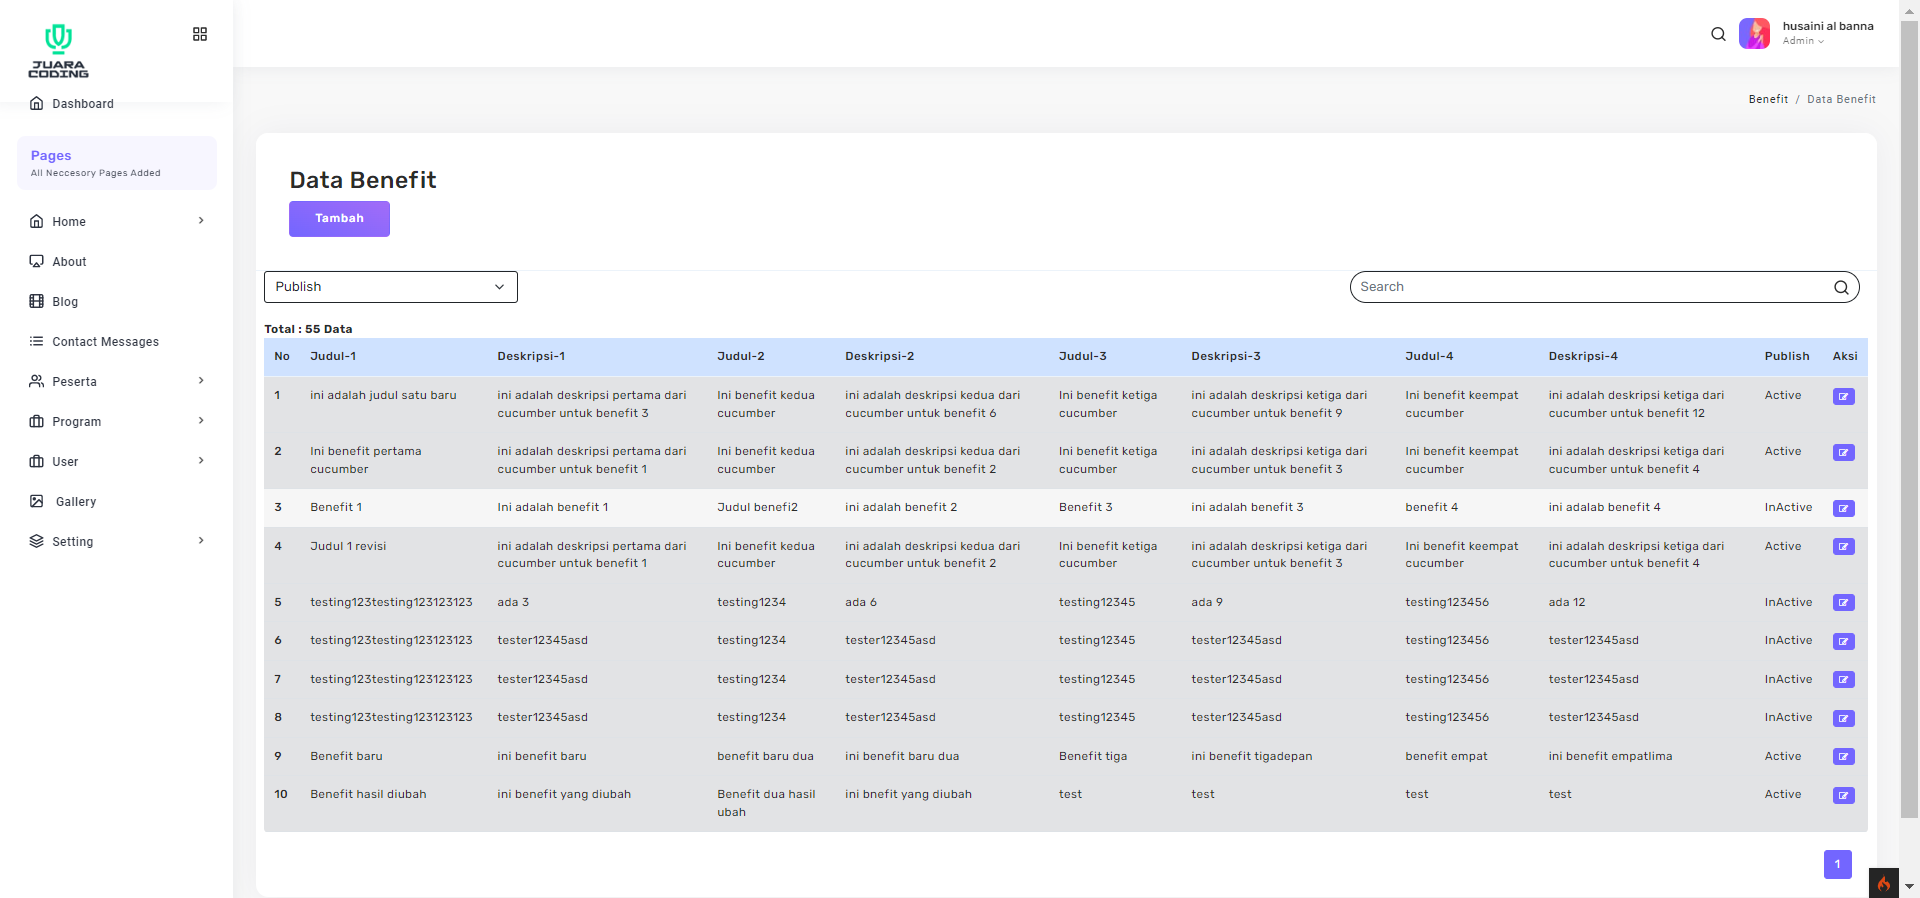 JUARA
CODING
Dashboard
Pages
All Neccesory Pages Added
Home
About
Blog
Contact Messages
Peserta
Program
User
Gallery
Setting
husaini al banna
Admin
Benefit / Data Benefit
Data Benefit
Tambah
Publish
Search
Total : 55 Data
No Judul-1 Deskripsi-1 Judul-2 Deskripsi-2 Judul-3 Deskripsi-3 Judul-4 Deskripsi-4 Publish Aksi
1 ini adalah judul satu baru ini adalah deskripsi pertama dari Ini benefit kedua ini adalah deskripsi kedua dari Ini benefit ketiga ini adalah deskripsi ketiga dari Ini benefit keempat ini adalah deskripsi ketiga dari Active
cucumber untuk benefit 3 cucumber cucumber untuk benefit 6 cucumber cucumber untuk benefit 9 cucumber cucumber untuk benefit 12
2 Ini benefit pertama ini adalah deskripsi pertama dari Ini benefit kedua ini adalah deskripsi kedua dari Ini benefit ketiga ini adalah deskripsi ketiga dari Ini benefit keempat ini adalah deskripsi ketiga dari Active
cucumber cucumber untuk benefit 1 cucumber cucumber untuk benefit 2 cucumber cucumber untuk benefit 3 cucumber cucumber untuk benefit 4
3 Benefit 1 Ini adalah benefit 1 Judul benefi2 ini adalah benefit 2 Benefit 3 ini adalah benefit 3 benefit 4 ini adalab benefit 4 InActive
4 Judul 1 revisi ini adalah deskripsi pertama dari Ini benefit kedua ini adalah deskripsi kedua dari Ini benefit ketiga ini adalah deskripsi ketiga dari Ini benefit keempat ini adalah deskripsi ketiga dari Active
cucumber untuk benefit 1 cucumber cucumber untuk benefit 2 cucumber cucumber untuk benefit 3 cucumber cucumber untuk benefit 4
5 testing123testing123123123 ada 3 testing1234 ada 6 testing12345 ada 9 testing123456 ada 12 InActive
6 testing123testing123123123 tester12345asd testing1234 tester12345asd testing12345 tester12345asd testing123456 tester12345asd InActive
7 testing123testing123123123 tester12345asd testing1234 tester12345asd testing12345 tester12345asd testing123456 tester12345asd InActive
8 testing123testing123123123 tester12345asd testing1234 tester12345asd testing12345 tester12345asd testing123456 tester12345asd InActive
9 Benefit baru ini benefit baru benefit baru dua ini benefit baru dua Benefit tiga ini benefit tigadepan benefit empat ini benefit empatlima Active
10 Benefit hasil diubah ini benefit yang diubah Benefit dua hasil ini bnefit yang diubah test test test test Active
ubah
1